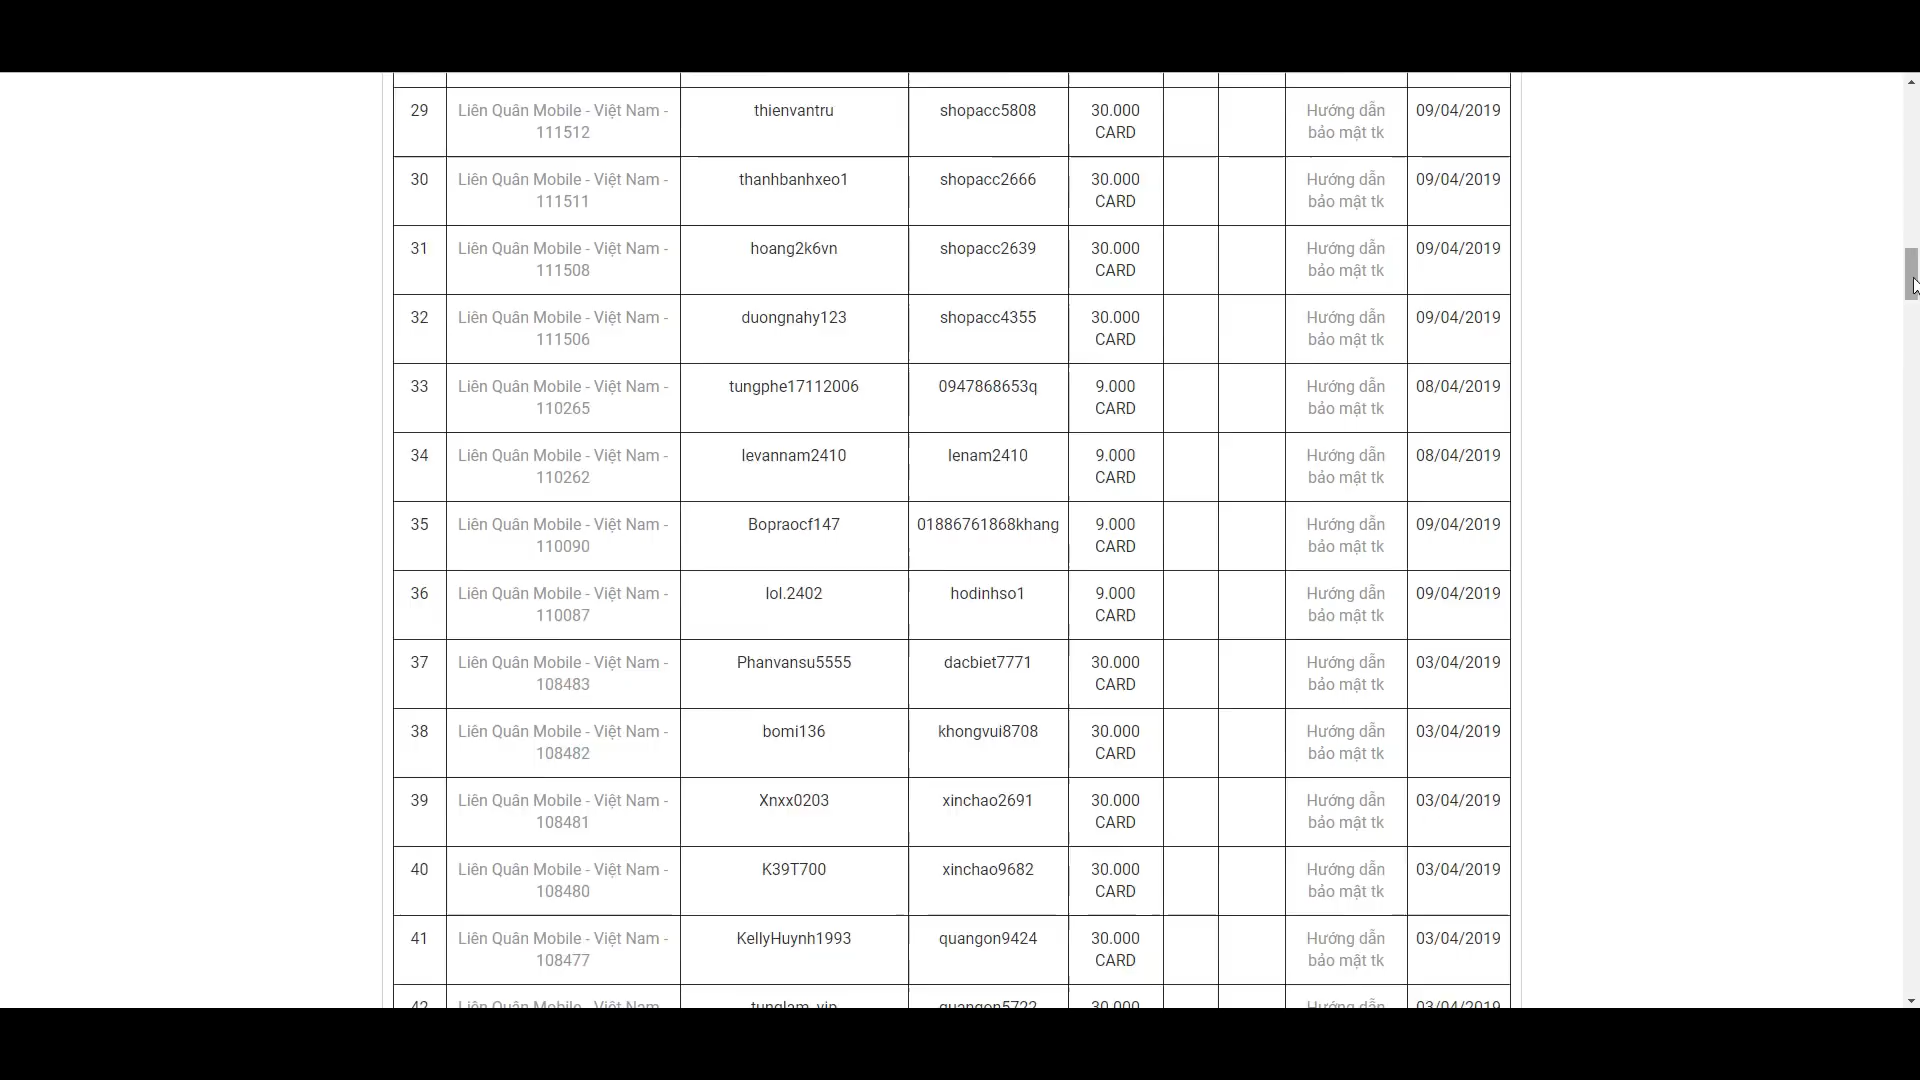 29 Liên Quân Mobile - Việt Nam - thienvantru shopacc5808 30.000 Hướng dẫn 09/04/2019
111512 CARD bảo mật tk
30 Liên Quân Mobile - Việt Nam - thanhbanhxeo1 shopacc2666 30.000 Hướng dẫn 09/04/2019
111511 CARD bảo mật tk
31 Liên Quân Mobile - Việt Nam - hoang2k6vn shopacc2639 30.000 Hướng dẫn 09/04/2019
111508 CARD bảo mật tk
32 Liên Quân Mobile - Việt Nam - duongnahy123 shopacc4355 30.000 Hướng dẫn 09/04/2019
111506 CARD bảo mật tk
33 Liên Quân Mobile - Việt Nam - tungphe17112006 0947868653q 9.000 Hướng dẫn 08/04/2019
110265 CARD bảo mật tk
34 Liên Quân Mobile - Việt Nam - levannam2410 lenam2410 9.000 Hướng dẫn 08/04/2019
110262 CARD bảo mật tk
35 Liên Quân Mobile - Việt Nam - Bopraocf147 01886761868khang 9.000 Hướng dẫn 09/04/2019
110090 CARD bảo mật tk
36 Liên Quân Mobile - Việt Nam - lol.2402 hodinhso1 9.000 Hướng dẫn 09/04/2019
110087 CARD bảo mật tk
37 Liên Quân Mobile - Việt Nam - Phanvansu5555 dacbiet7771 30.000 Hướng dẫn 03/04/2019
108483 CARD bảo mật tk
38 Liên Quân Mobile - Việt Nam - bomi136 khongvui8708 30.000 Hướng dẫn 03/04/2019
108482 CARD bảo mật tk
39 Liên Quân Mobile - Việt Nam - Xnxx0203 xinchao2691 30.000 Hướng dẫn 03/04/2019
108481 CARD bảo mật tk
40 Liên Quân Mobile - Việt Nam - K39T700 xinchao9682 30.000 Hướng dẫn 03/04/2019
108480 CARD bảo mật tk
41 Liên Quân Mobile - Việt Nam - KellyHuynh1993 quangon9424 30.000 Hướng dẫn 03/04/2019
108477 CARD bảo mật tk
42 Liên Quân Mobile - Việt Nam - 30.000 Hướng dẫn 03/04/2019